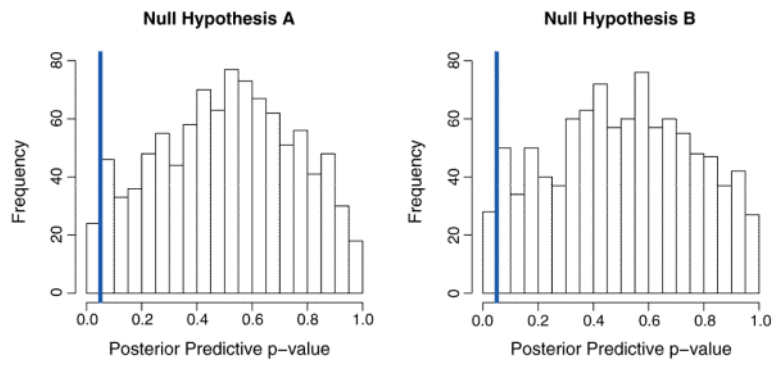 Null Hypothesis A
Null Hypothesis B
Frequency
0 20 40 60 80
0.0 0.2 0.4 0.6 0.8 1.0
Posterior Predictive p−value
Frequency
0 20 40 60 80
0.0 0.2 0.4 0.6 0.8 1.0
Posterior Predictive p−value